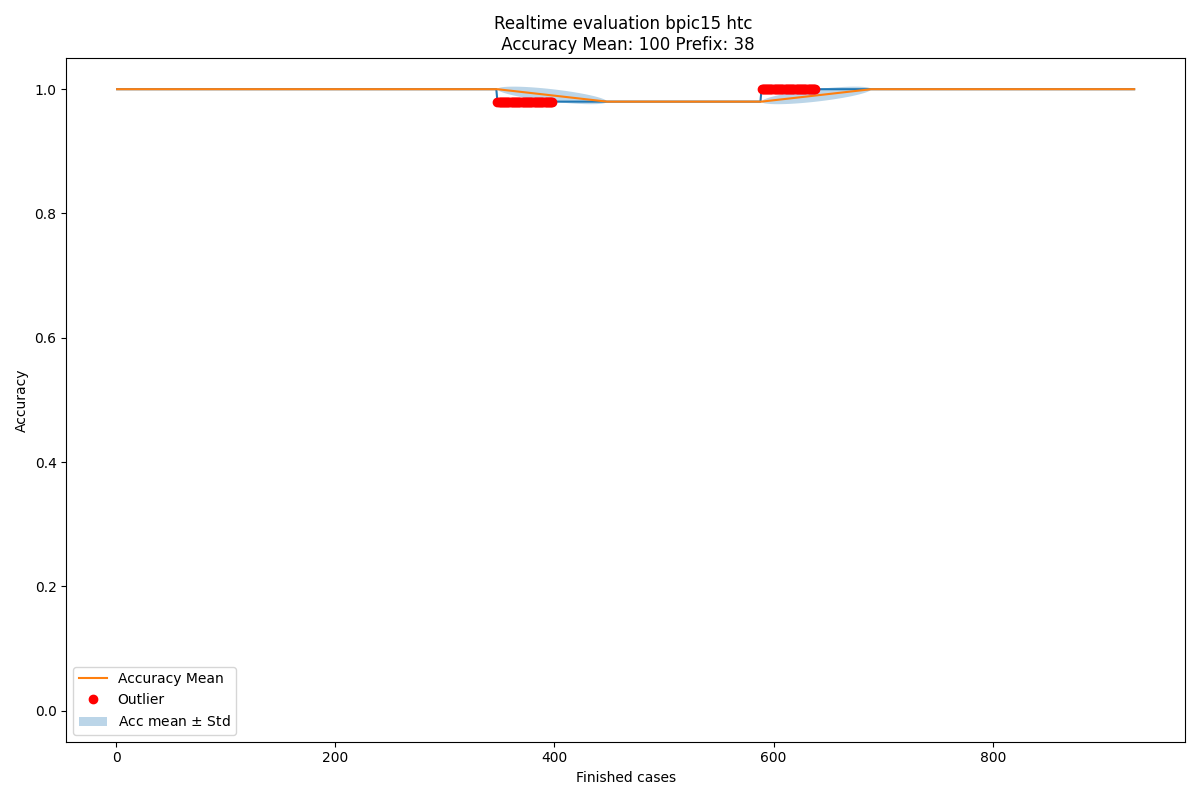 Realtime evaluation bpic15 htc
Accuracy Mean: 100 Prefix: 38
1.0
0.8
0.6
0.4
0.2
0.0
Accuracy
Accuracy Mean
Outlier
Acc mean ± Std
0
200
400
600
800
Finished cases